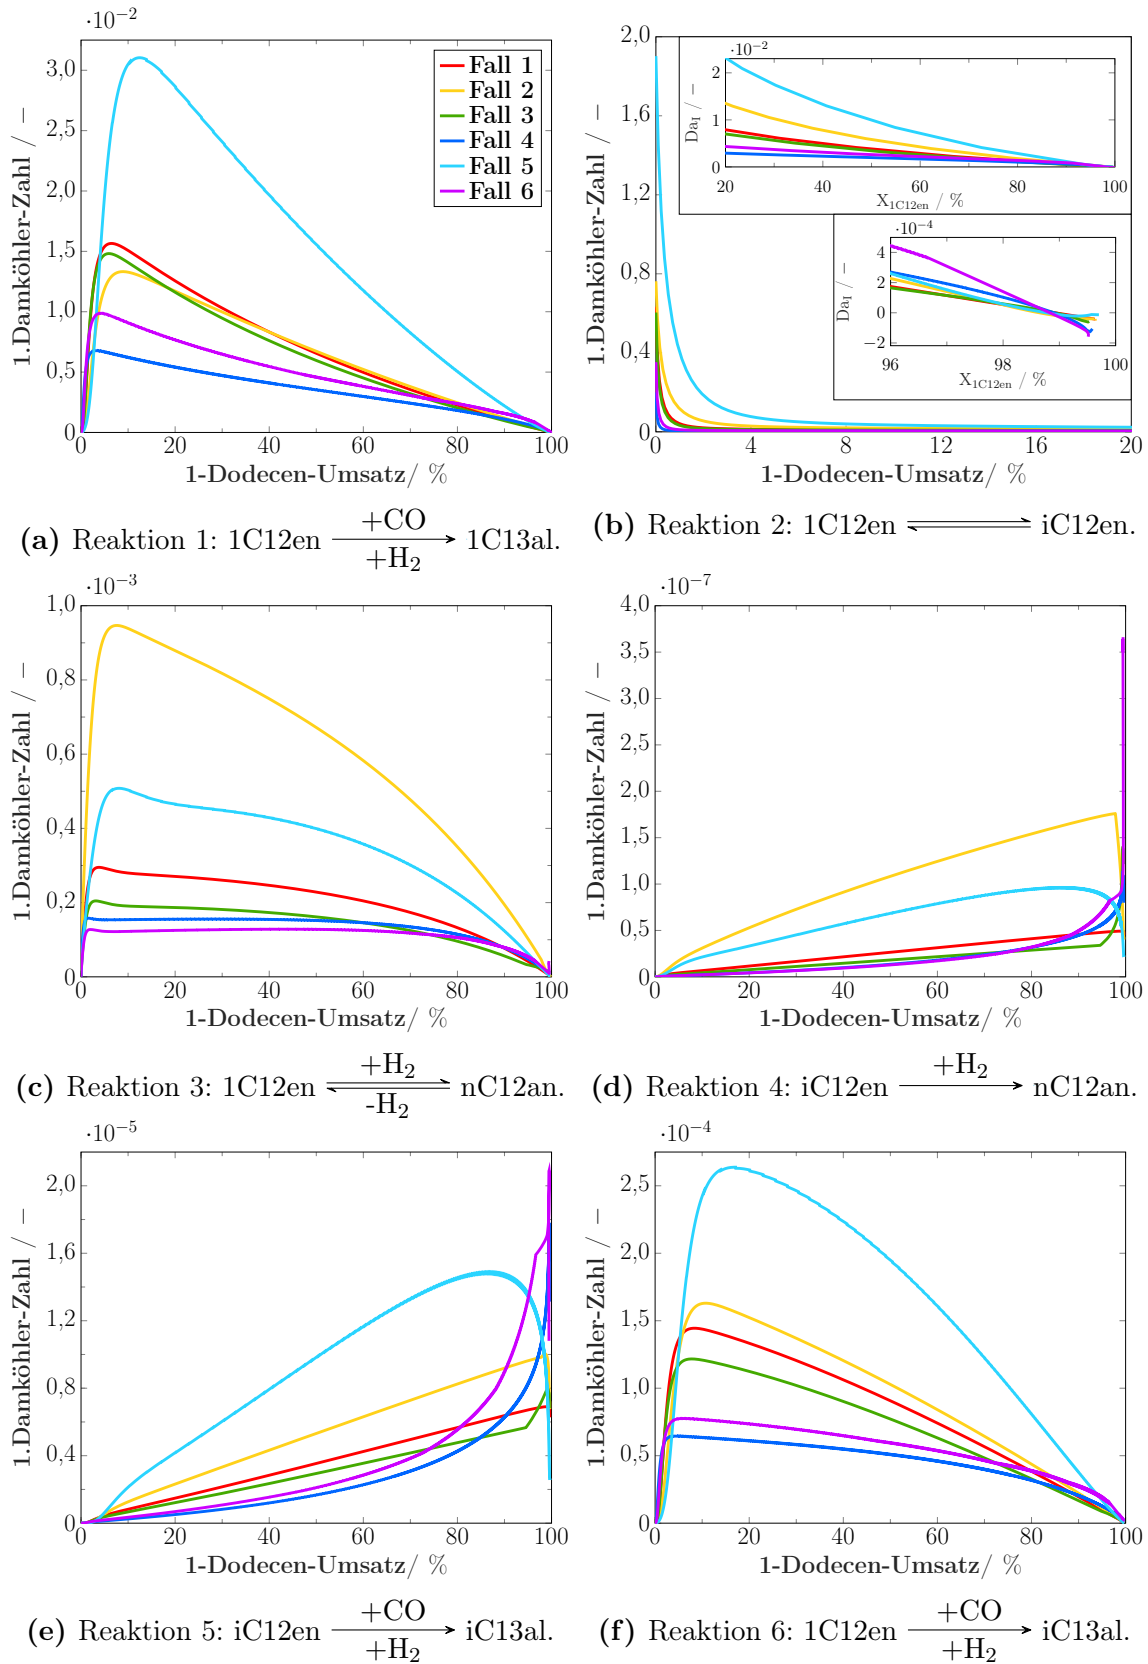 ·10⁻²
1.Damköhler-Zahl / −
3,0
2,5
2,0
1,5
1,0
0,5
0
0 20 40 60 80 100
1-Dodecen-Umsatz/ %
Fall 1
Fall 2
Fall 3
Fall 4
Fall 5
Fall 6
(a) Reaktion 1: 1C12en +CO +H₂ 1C13al.
1.Damköhler-Zahl / −
2,0
1,6
1,2
0,8
0,4
0
0 4 8 12 16 20
1-Dodecen-Umsatz/ %
·10⁻²
Da_I / −
2
1
0
20 40 60 80 100
X_1C12en / %
·10⁻⁴
Da_I / −
4
2
0
−2
96 98 100
X_1C12en / %
(b) Reaktion 2: 1C12en iC12en.
·10⁻³
1.Damköhler-Zahl / −
1,0
0,8
0,6
0,4
0,2
0
0 20 40 60 80 100
1-Dodecen-Umsatz/ %
(c) Reaktion 3: 1C12en +H₂ -H₂ nC12an.
·10⁻⁷
1.Damköhler-Zahl / −
4,0
3,5
3,0
2,5
2,0
1,5
1,0
0,5
0
0 20 40 60 80 100
1-Dodecen-Umsatz/ %
(d) Reaktion 4: iC12en +H₂ nC12an.
·10⁻⁵
1.Damköhler-Zahl / −
2,0
1,6
1,2
0,8
0,4
0
0 20 40 60 80 100
1-Dodecen-Umsatz/ %
(e) Reaktion 5: iC12en +CO +H₂ iC13al.
·10⁻⁴
1.Damköhler-Zahl / −
2,5
2,0
1,5
1,0
0,5
0
0 20 40 60 80 100
1-Dodecen-Umsatz/ %
(f) Reaktion 6: 1C12en +CO +H₂ iC13al.